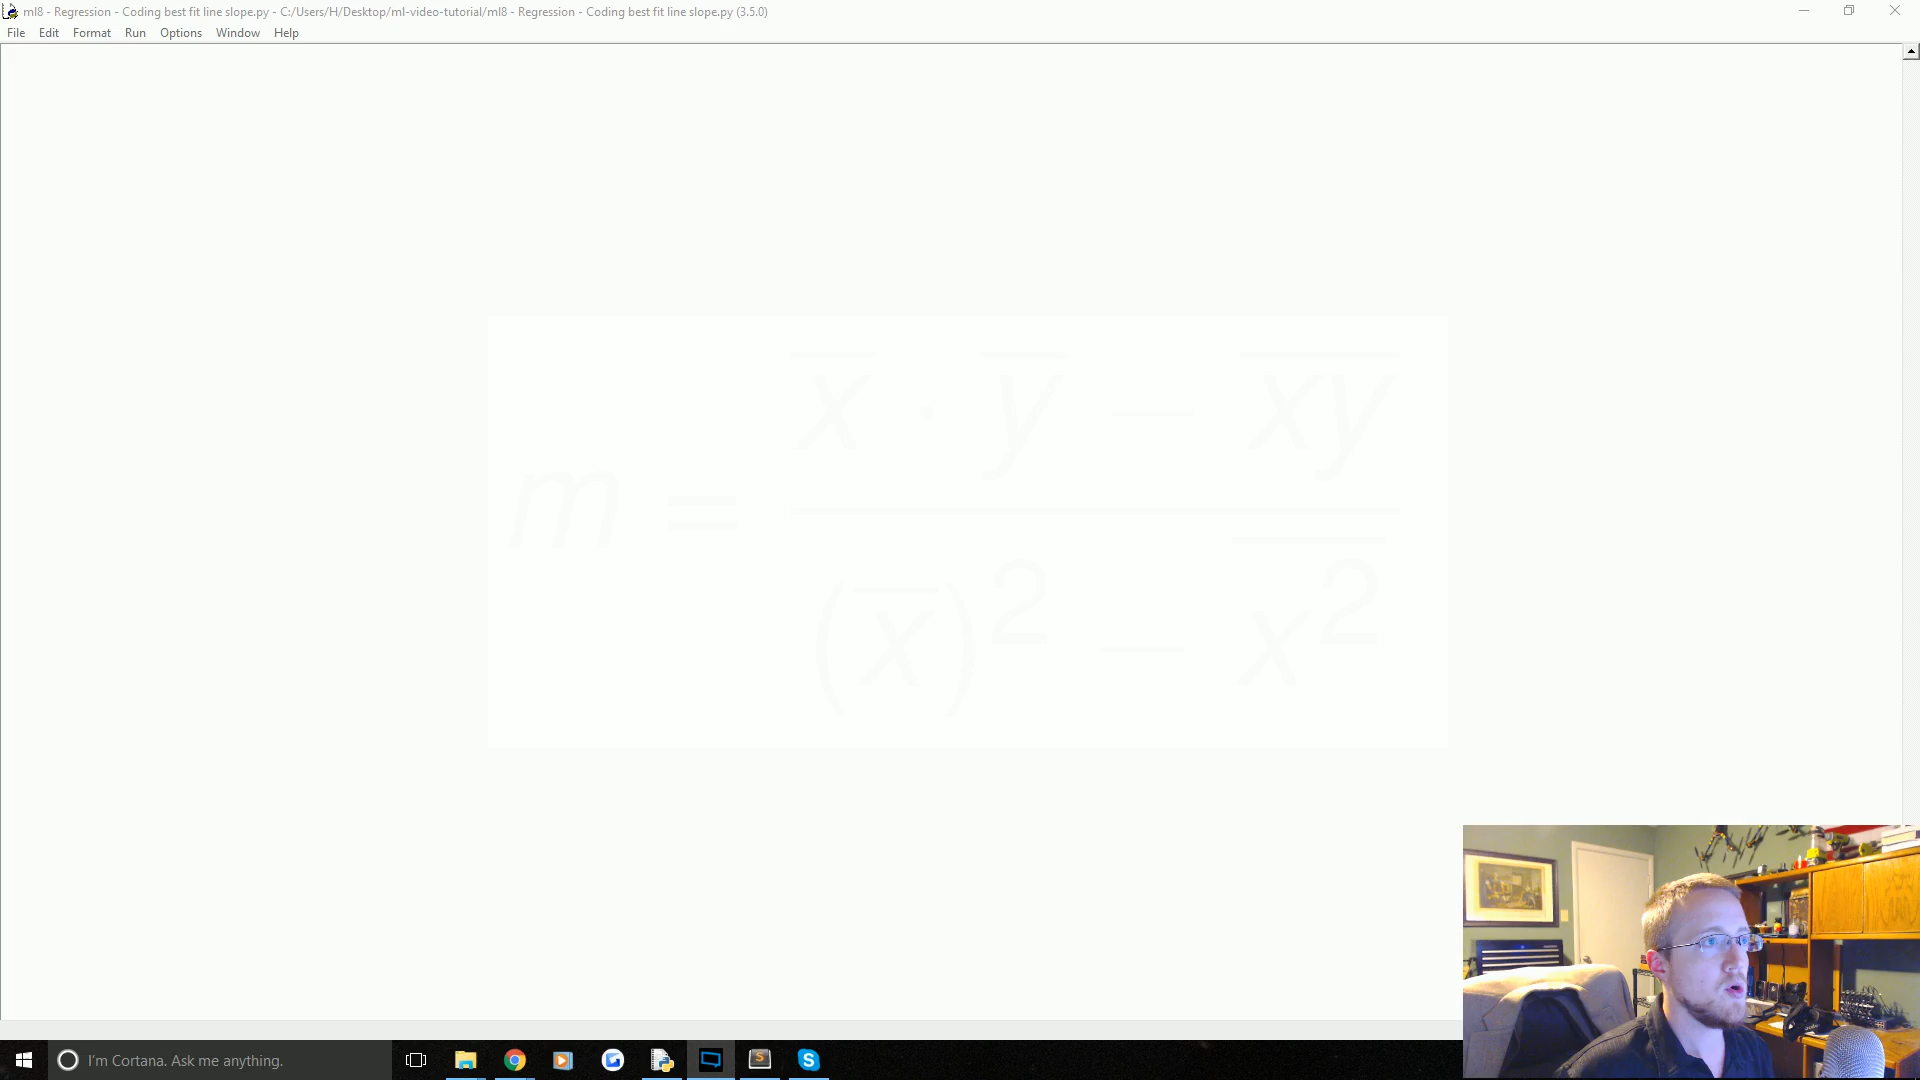 ml8 - Regression - Coding best fit line slope.py - C:/Users/H/Desktop/ml-video-tutorial/ml8 - Regression - Coding best fit line slope.py (3.5.0)
File Edit Format Run Options Window Help
x̅ · y̅ − x̅y̅
m =
(x̅)² − x̅²
I'm Cortana. Ask me anything.